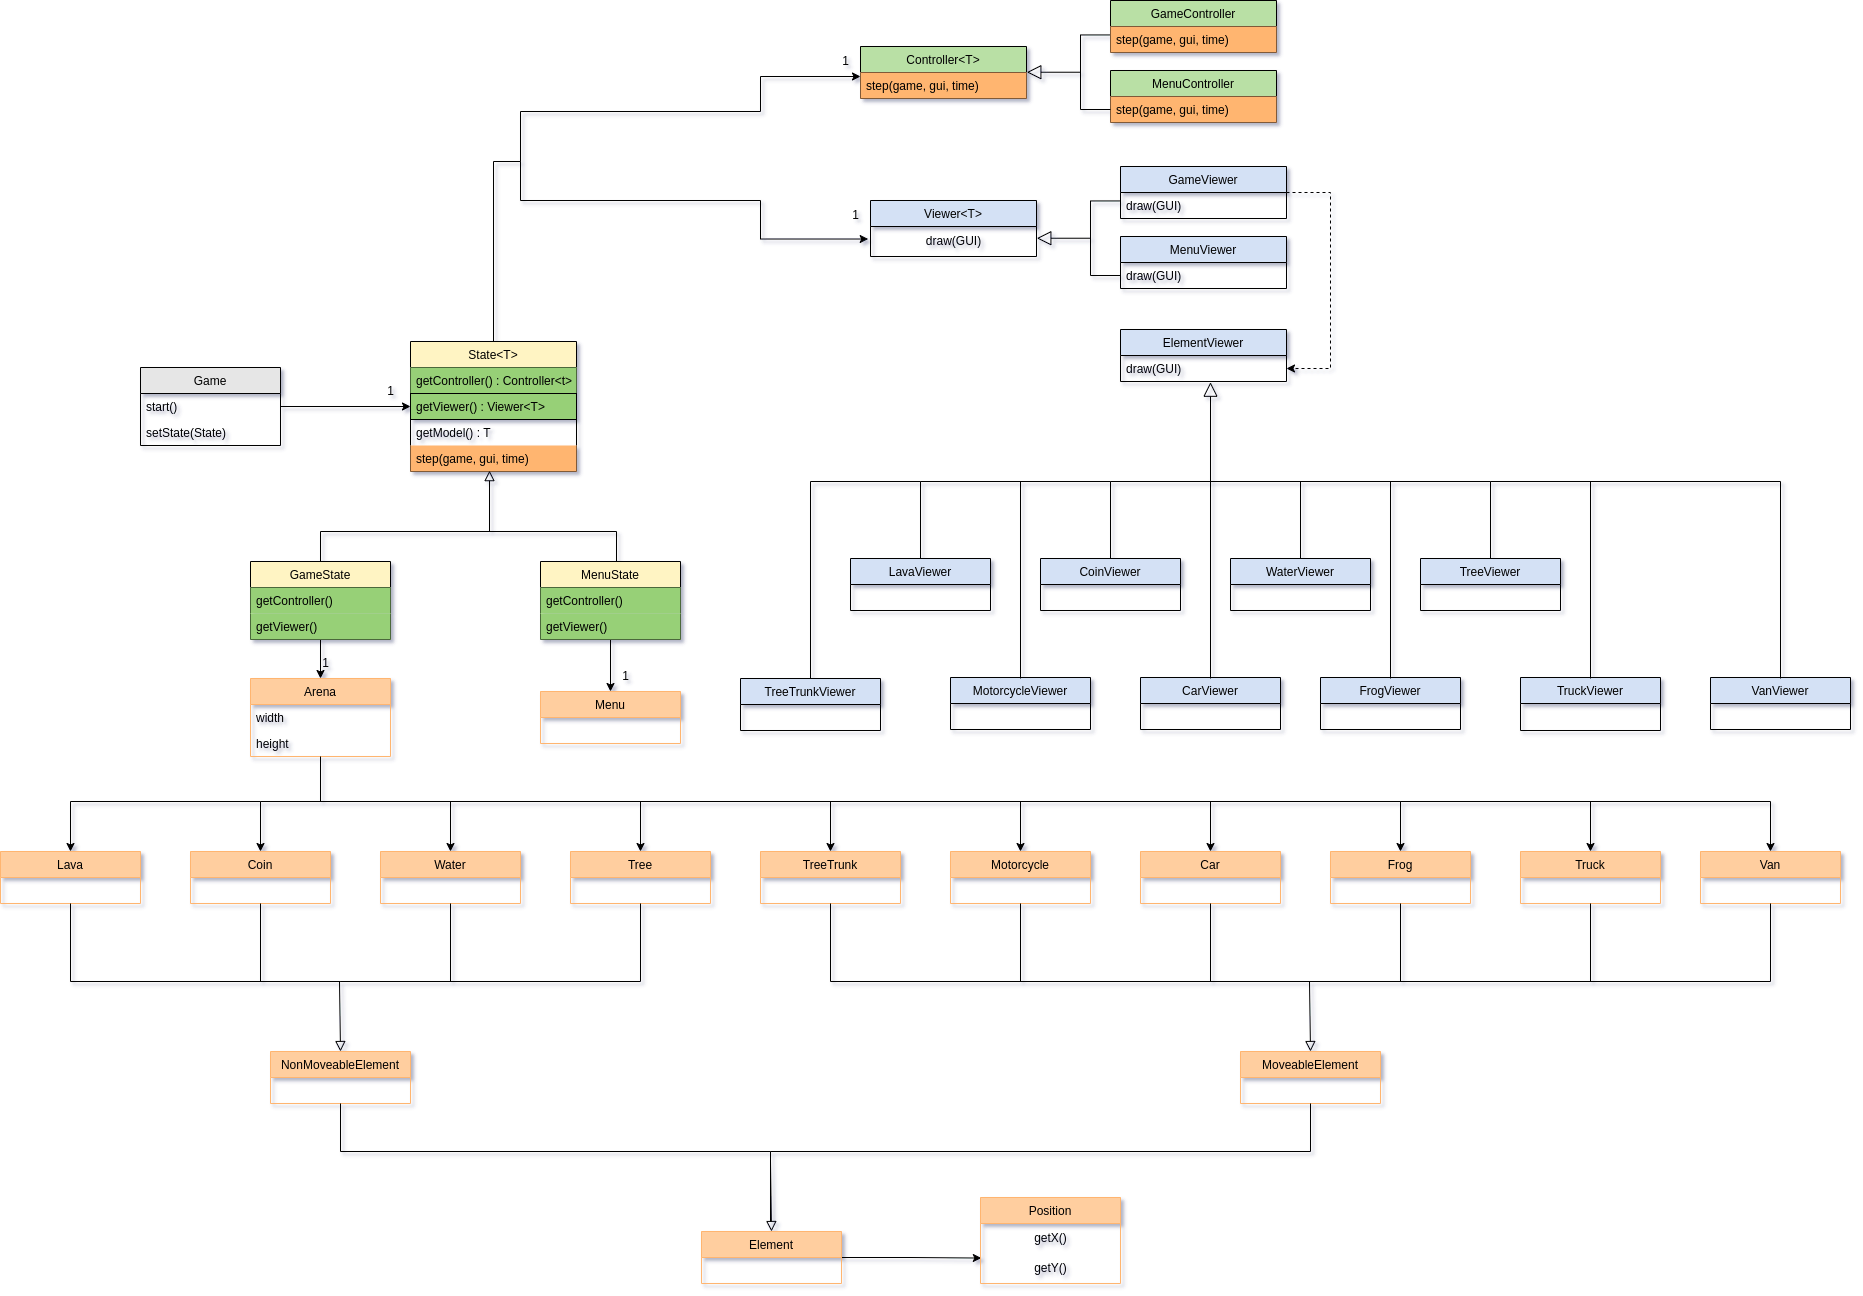 GameController
step(game, gui, time)
1
Controller<T>
step(game, gui, time)
MenuController
step(game, gui, time)
GameViewer
draw(GUI)
1
Viewer<T>
draw(GUI)
MenuViewer
draw(GUI)
ElementViewer
draw(GUI)
Game
start()
setState(State)
1
State<T>
getController() : Controller<t>
getViewer() : Viewer<T>
getModel() : T
step(game, gui, time)
GameState
getController()
getViewer()
1
MenuState
getController()
getViewer()
1
Arena
width
height
Menu
LavaViewer
CoinViewer
WaterViewer
TreeViewer
TreeTrunkViewer
MotorcycleViewer
CarViewer
FrogViewer
TruckViewer
VanViewer
Lava
Coin
Water
Tree
TreeTrunk
Motorcycle
Car
Frog
Truck
Van
NonMoveableElement
MoveableElement
Element
Position
getX()
getY()